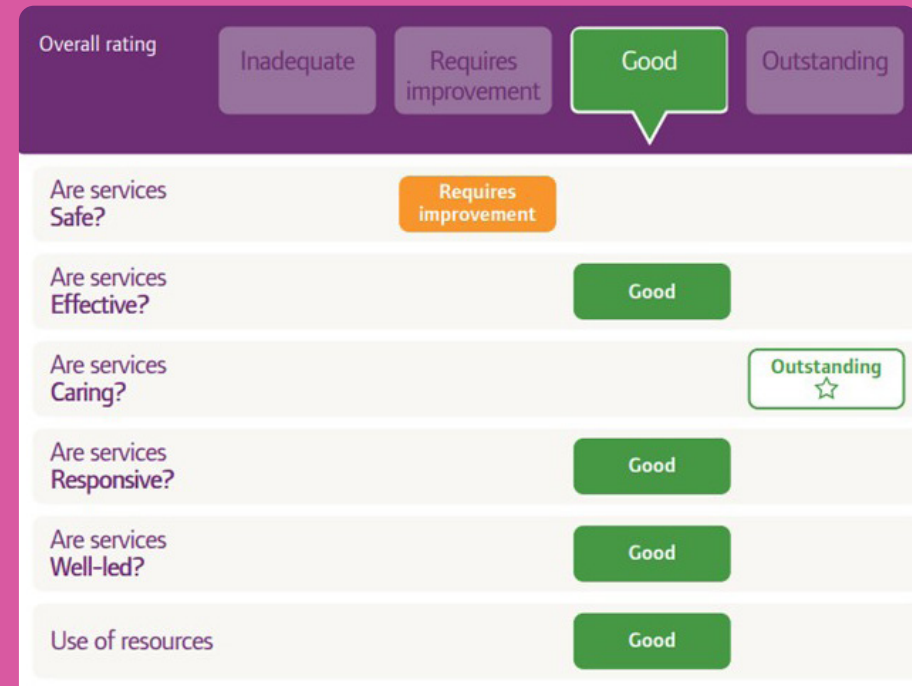 Overall rating
Inadequate
Requires
improvement
Good
Outstanding
Are services
Safe?
Requires
improvement
Are services
Effective?
Good
Are services
Caring?
Outstanding
Are services
Responsive?
Good
Are services
Well-led?
Good
Use of resources
Good